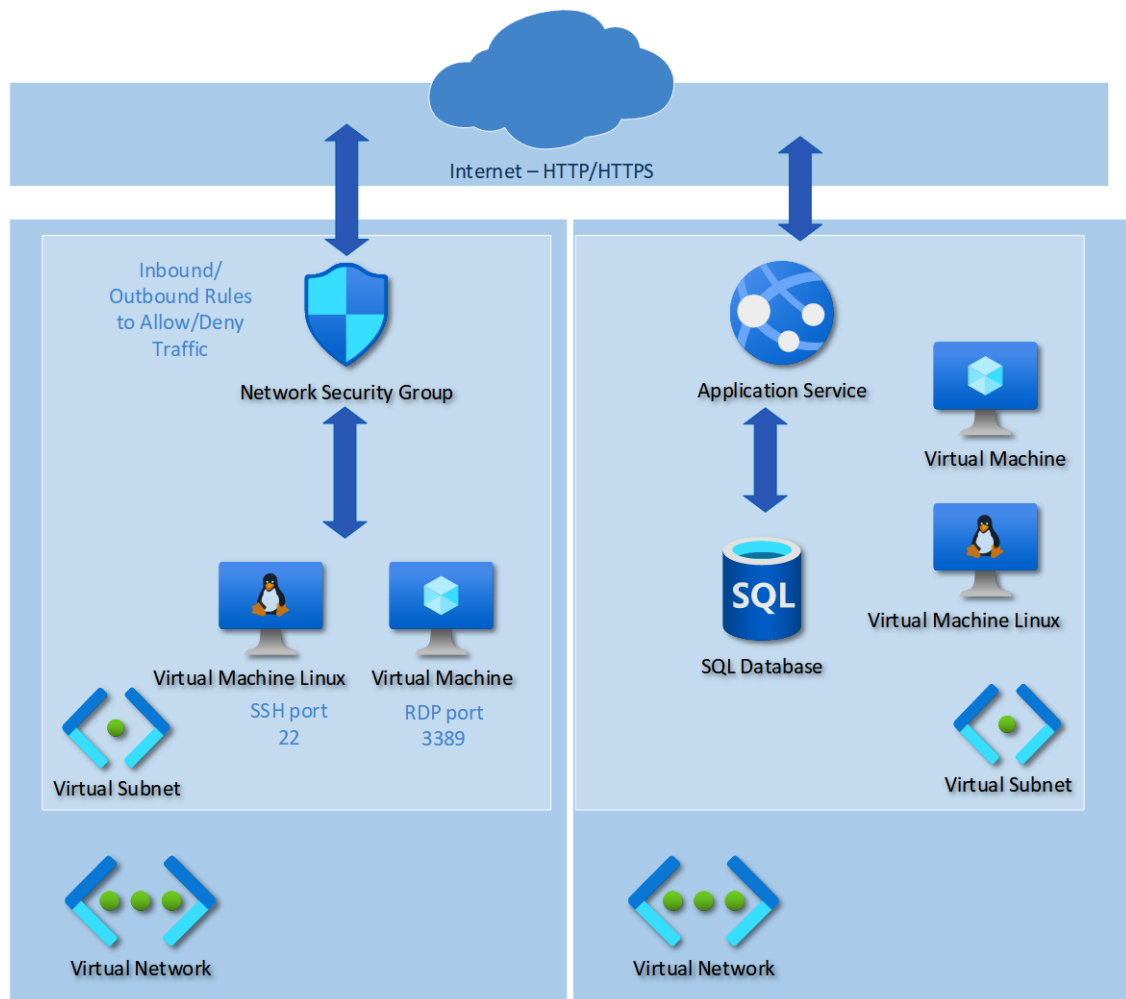 Internet – HTTP/HTTPS
Inbound/
Outbound Rules
to Allow/Deny
Traffic
Network Security Group
Virtual Machine Linux
SSH port
22
Virtual Machine
RDP port
3389
Virtual Subnet
Virtual Network
Application Service
Virtual Machine
Virtual Machine Linux
SQL
SQL Database
Virtual Subnet
Virtual Network